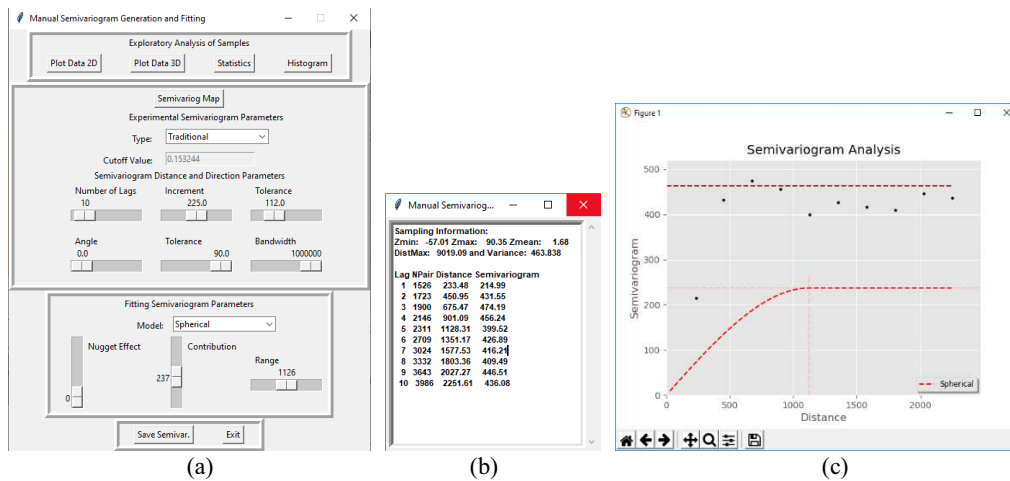 Manual Semivariogram Generation and Fitting
Exploratory Analysis of Samples
Plot Data 2D Plot Data 3D Statistics Histogram
Semivariog Map
Experimental Semivariogram Parameters
Type: Traditional
Cutoff Value: 0.153244
Semivariogram Distance and Direction Parameters
Number of Lags Increment Tolerance
10 225.0 112.0
Angle Tolerance Bandwidth
0.0 90.0 1000000
Fitting Semivariogram Parameters
Model: Spherical
Nugget Effect Contribution
Range
1126
237
0
Save Semivar. Exit
(a)
Manual Semivariog...
Sampling Information:
Zmin: -57.01 Zmax: 90.35 Zmean: 1.68
DistMax: 9019.09 and Variance: 463.838
Lag NPair Distance Semivariogram
1 1526 233.48 214.99
2 1723 450.95 431.55
3 1900 675.47 474.19
4 2146 901.09 456.24
5 2311 1128.31 399.52
6 2709 1351.17 426.89
7 3024 1577.53 416.21
8 3332 1803.36 409.49
9 3643 2027.27 446.51
10 3986 2251.61 436.08
(b)
Figure 1
Semivariogram Analysis
500
400
300
200
100
0
Semivariogram
0 500 1000 1500 2000
Distance
Spherical
(c)